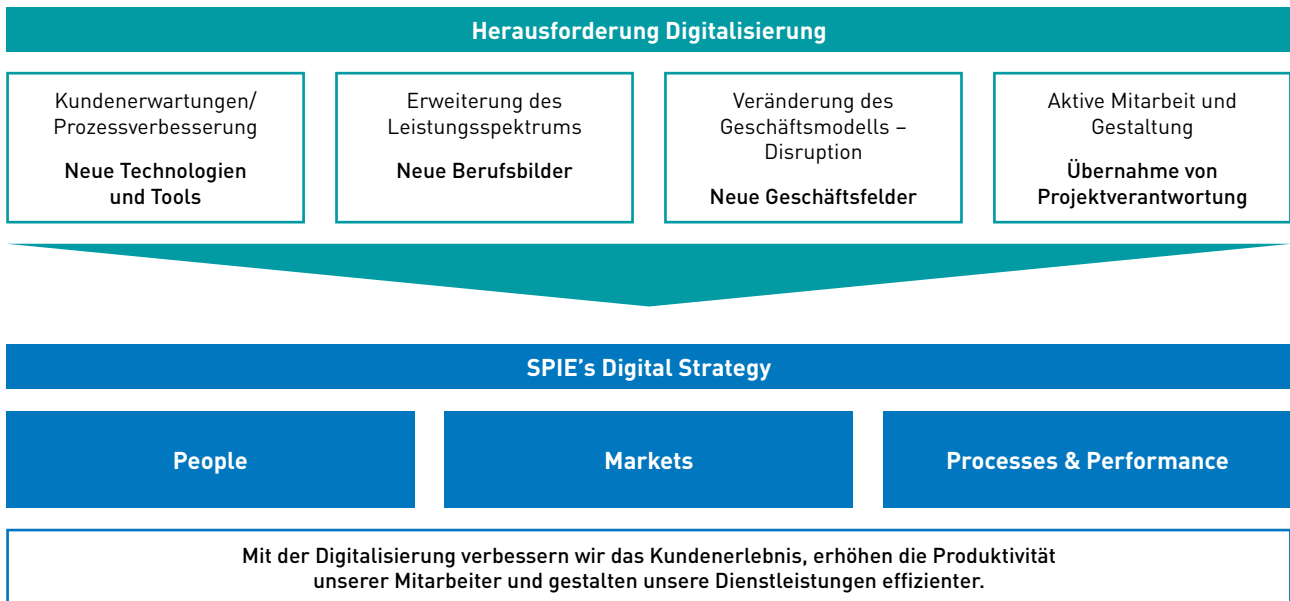 Herausforderung Digitalisierung
Kundenerwartungen/
Prozessverbesserung
Neue Technologien
und Tools
Erweiterung des
Leistungsspektrums
Neue Berufsbilder
Veränderung des
Geschäftsmodells –
Disruption
Neue Geschäftsfelder
Aktive Mitarbeit und
Gestaltung
Übernahme von
Projektverantwortung
SPIE’s Digital Strategy
People
Markets
Processes & Performance
Mit der Digitalisierung verbessern wir das Kundenerlebnis, erhöhen die Produktivität
unserer Mitarbeiter und gestalten unsere Dienstleistungen effizienter.